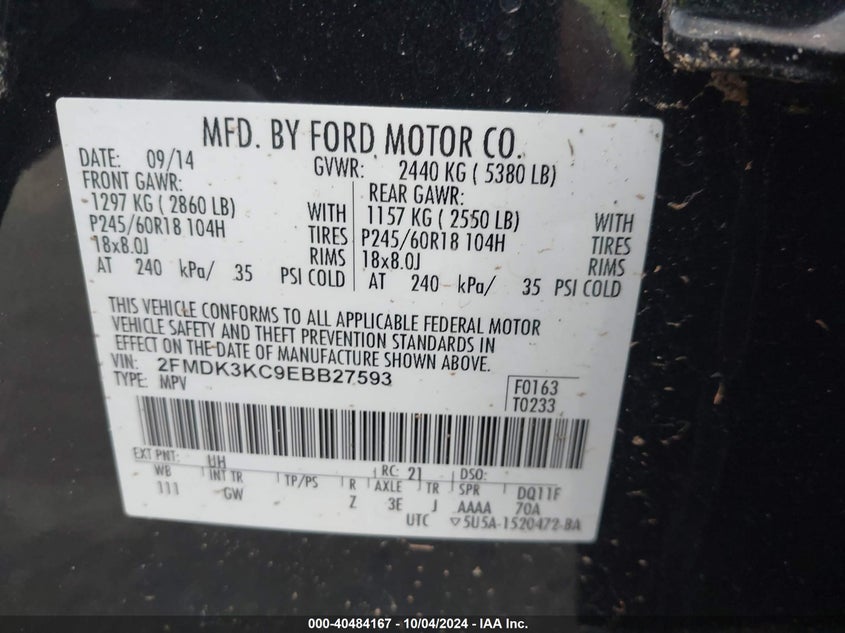 MFD. BY FORD MOTOR CO.
DATE: 09/14 GVWR: 2440 KG ( 5380 LB)
FRONT GAWR: REAR GAWR:
1297 KG ( 2860 LB) WITH 1157 KG ( 2550 LB) WITH
P245/60R18 104H TIRES P245/60R18 104H TIRES
18x8.0J RIMS 18x8.0J RIMS
AT 240 kPa/ 35 PSI COLD AT 240 kPa/ 35 PSI COLD
THIS VEHICLE CONFORMS TO ALL APPLICABLE FEDERAL MOTOR
VEHICLE SAFETY AND THEFT PREVENTION STANDARDS IN
EFFECT ON THE DATE OF MANUFACTURE SHOWN ABOVE.
VIN: 2FMDK3KC9EBB27593
TYPE: MPV F0163
T0233
EXT PNT: UH RC: 21 DSO:
WB INT TR TP/PS R AXLE TR SPR DQ11F
111 GW Z 3E J AAAA 70A
UTC ▽5U5A-1520472-BA
000-40484167 - 10/04/2024 - IAA Inc.